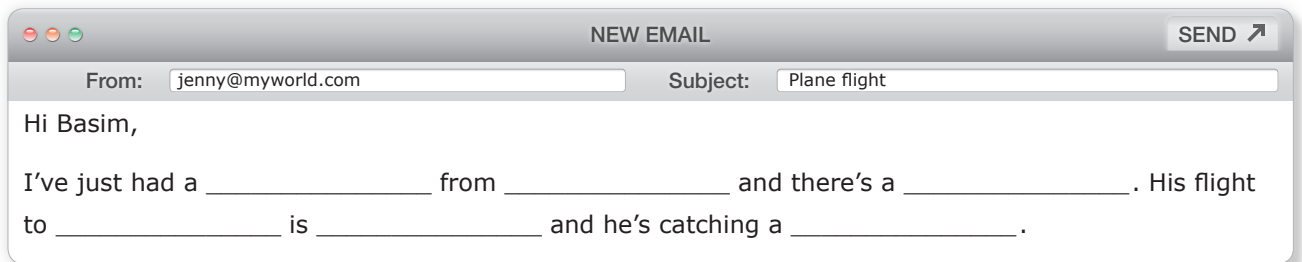 NEW EMAIL
SEND
From: jenny@myworld.com Subject: Plane flight
Hi Basim,
I've just had a _______________ from _______________ and there's a _______________. His flight
to _______________ is _______________ and he's catching a _______________.